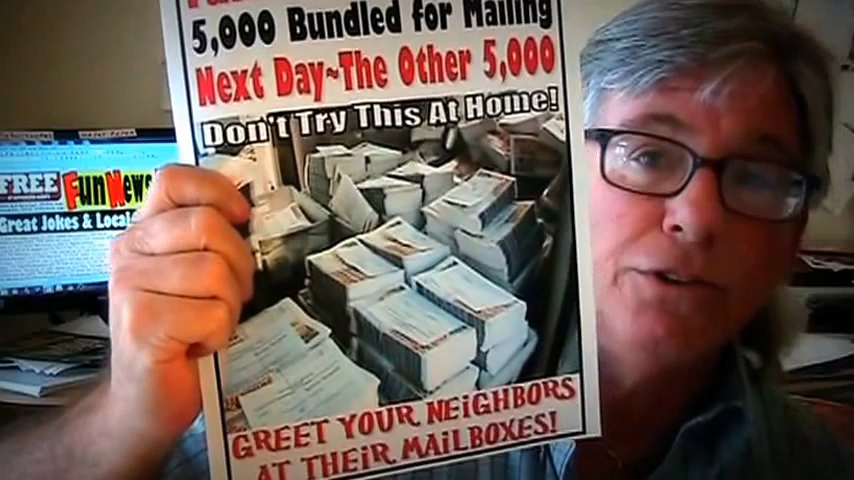 5,000 Bundled for Mailing
Next Day~The Other 5,000
Don't Try This At Home!
GREET YOUR NEiGHBORS
AT THEiR MAiLBOXES!
FREE FunNews
Great Jokes & Local